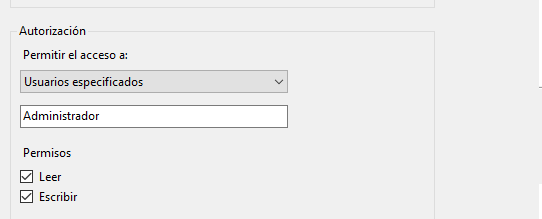 Autorización
Permitir el acceso a:
Usuarios especificados
Administrador
Permisos
Leer
Escribir